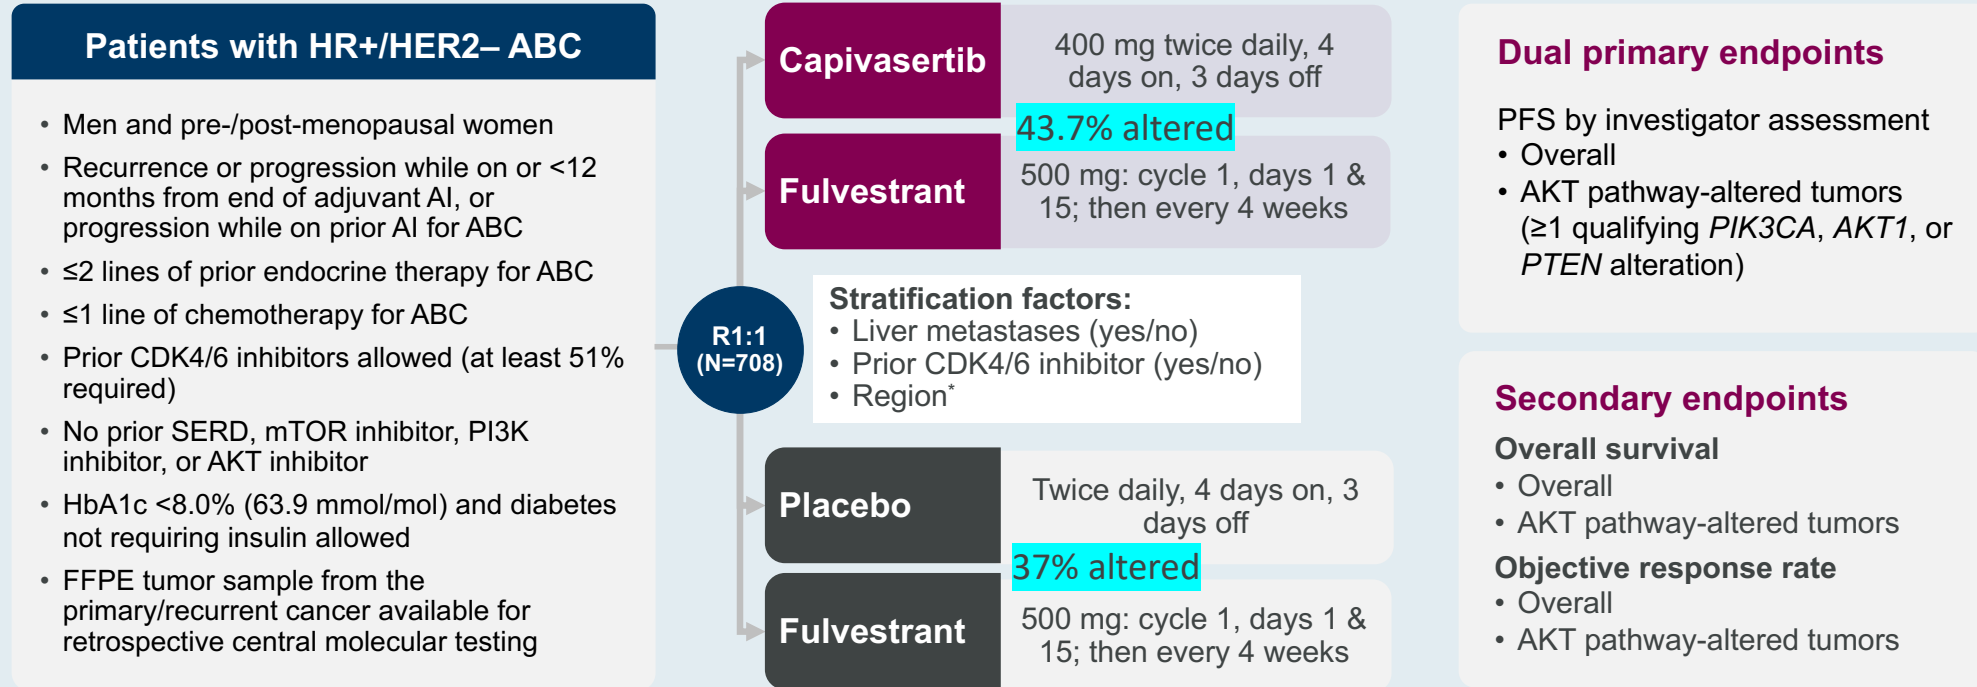 Patients with HR+/HER2– ABC
• Men and pre-/post-menopausal women
• Recurrence or progression while on or <12
months from end of adjuvant AI, or
progression while on prior AI for ABC
• ≤2 lines of prior endocrine therapy for ABC
• ≤1 line of chemotherapy for ABC
• Prior CDK4/6 inhibitors allowed (at least 51%
required)
• No prior SERD, mTOR inhibitor, PI3K
inhibitor, or AKT inhibitor
• HbA1c <8.0% (63.9 mmol/mol) and diabetes
not requiring insulin allowed
• FFPE tumor sample from the
primary/recurrent cancer available for
retrospective central molecular testing
R1:1
(N=708)
Capivasertib
400 mg twice daily, 4
days on, 3 days off
43.7% altered
Fulvestrant
500 mg: cycle 1, days 1 &
15; then every 4 weeks
Stratification factors:
• Liver metastases (yes/no)
• Prior CDK4/6 inhibitor (yes/no)
• Region*
Placebo
Twice daily, 4 days on, 3
days off
37% altered
Fulvestrant
500 mg: cycle 1, days 1 &
15; then every 4 weeks
Dual primary endpoints
PFS by investigator assessment
• Overall
• AKT pathway-altered tumors
(≥1 qualifying PIK3CA, AKT1, or
PTEN alteration)
Secondary endpoints
Overall survival
• Overall
• AKT pathway-altered tumors
Objective response rate
• Overall
• AKT pathway-altered tumors